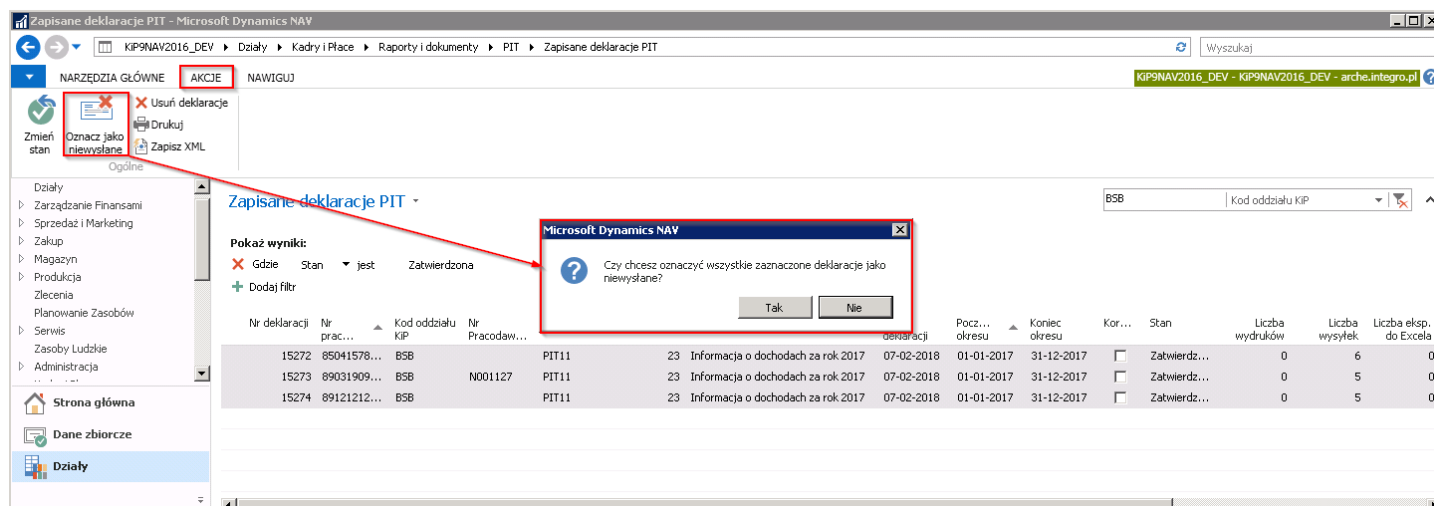 Zapisane deklaracje PIT - Microsoft Dynamics NAV
KiP9NAV2016_DEV ▸ Działy ▸ Kadry i Płace ▸ Raporty i dokumenty ▸ PIT ▸ Zapisane deklaracje PIT
Wyszukaj
NARZĘDZIA GŁÓWNE AKCJE NAWIGUJ
KiP9NAV2016_DEV - KiP9NAV2016_DEV - arche.integro.pl
Zmień stan
Oznacz jako niewysłane
Usuń deklaracje
Drukuj
Zapisz XML
Ogólne
Działy
Zarządzanie Finansami
Sprzedaż i Marketing
Zakup
Magazyn
Produkcja
Zlecenia
Planowanie Zasobów
Serwis
Zasoby Ludzkie
Administracja
Strona główna
Dane zbiorcze
Działy
Zapisane deklaracje PIT
BSB Kod oddziału KiP
Pokaż wyniki:
Gdzie Stan jest Zatwierdzona
Dodaj filtr
Microsoft Dynamics NAV
Czy chcesz oznaczyć wszystkie zaznaczone deklaracje jako
niewysłane?
Tak Nie
Nr deklaracji Nr prac... Kod oddziału KiP Nr Pracodaw... deklaracji Pocz... okresu Koniec okresu Kor... Stan Liczba wydruków Liczba wysyłek Liczba eksp. do Excela
15272 85041578... BSB PIT11 23 Informacja o dochodach za rok 2017 07-02-2018 01-01-2017 31-12-2017 Zatwierdz... 0 6 0
15273 89031909... BSB N001127 PIT11 23 Informacja o dochodach za rok 2017 07-02-2018 01-01-2017 31-12-2017 Zatwierdz... 0 5 0
15274 89121212... BSB PIT11 23 Informacja o dochodach za rok 2017 07-02-2018 01-01-2017 31-12-2017 Zatwierdz... 0 5 0